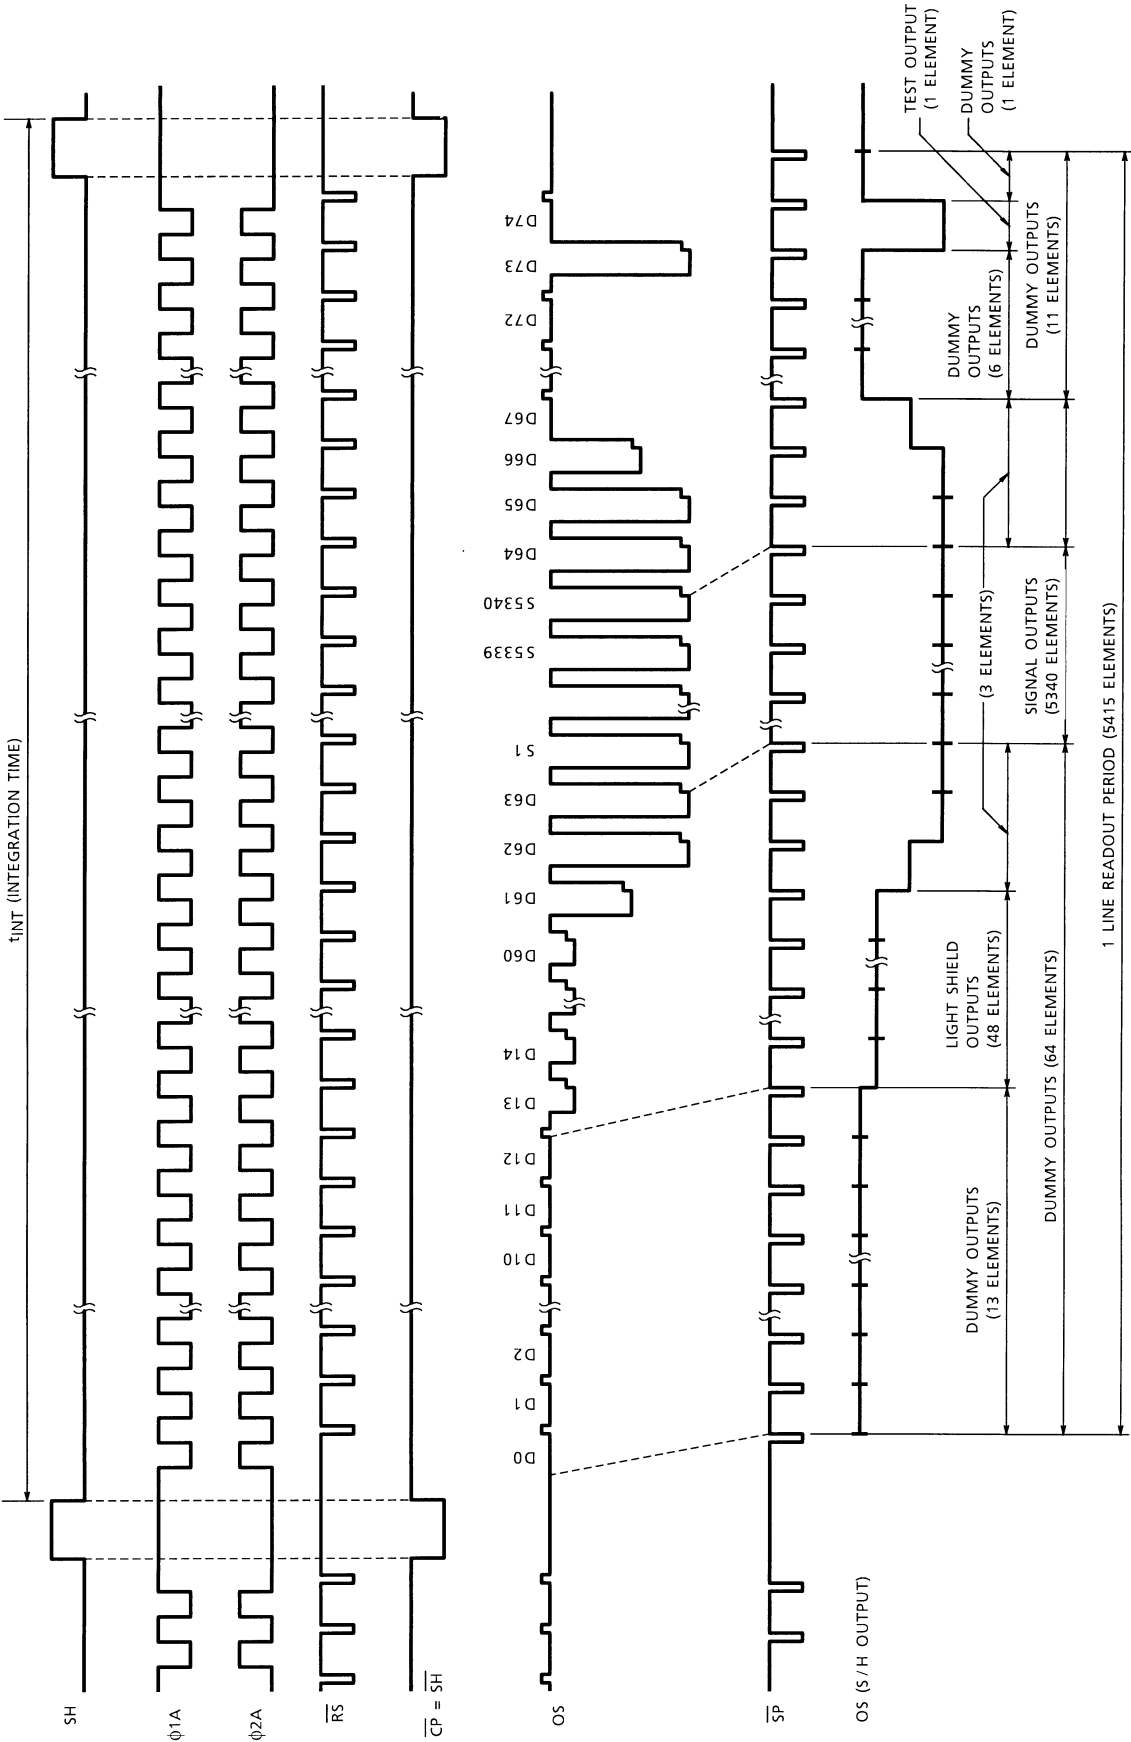 tINT (INTEGRATION TIME)
SH
φ1A
φ2A
RS
CP = SH
OS
D0
D1
D2
D10
D11
D12
D13
D14
D60
D61
D62
D63
S1
S5339
S5340
D64
D65
D66
D67
D72
D73
D74
SP
OS (S / H OUTPUT)
DUMMY OUTPUTS
(13 ELEMENTS)
LIGHT SHIELD
OUTPUTS
(48 ELEMENTS)
(3 ELEMENTS)
DUMMY
OUTPUTS
(6 ELEMENTS)
TEST OUTPUT
(1 ELEMENT)
DUMMY
OUTPUTS
(1 ELEMENT)
DUMMY OUTPUTS (64 ELEMENTS)
SIGNAL OUTPUTS
(5340 ELEMENTS)
DUMMY OUTPUTS
(11 ELEMENTS)
1 LINE READOUT PERIOD (5415 ELEMENTS)